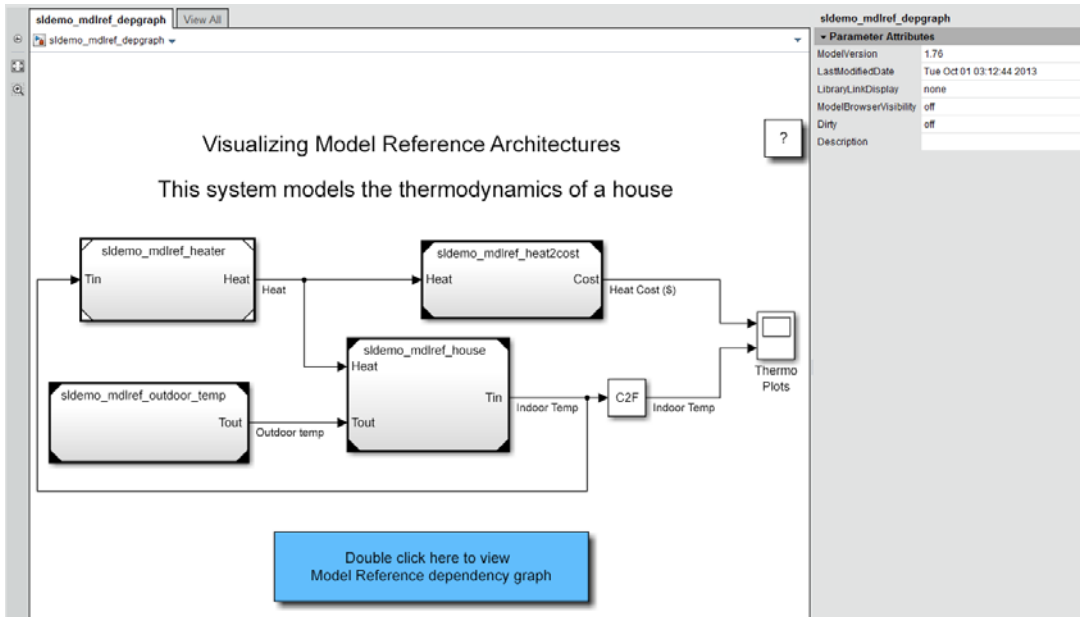 sldemo_mdlref_depgraph
View All
sldemo_mdlref_depgraph
Visualizing Model Reference Architectures
?
This system models the thermodynamics of a house
sldemo_mdlref_heater
Tin
Heat
Heat
sldemo_mdlref_heat2cost
Heat
Cost
Heat Cost ($)
Thermo
Plots
sldemo_mdlref_house
Heat
Tout
Tin
Indoor Temp
C2F
Indoor Temp
sldemo_mdlref_outdoor_temp
Tout
Outdoor temp
Double click here to view
Model Reference dependency graph
sldemo_mdlref_depgraph
Parameter Attributes
ModelVersion 1.76
LastModifiedDate Tue Oct 01 03:12:44 2013
LibraryLinkDisplay none
ModelBrowserVisibility off
Dirty off
Description